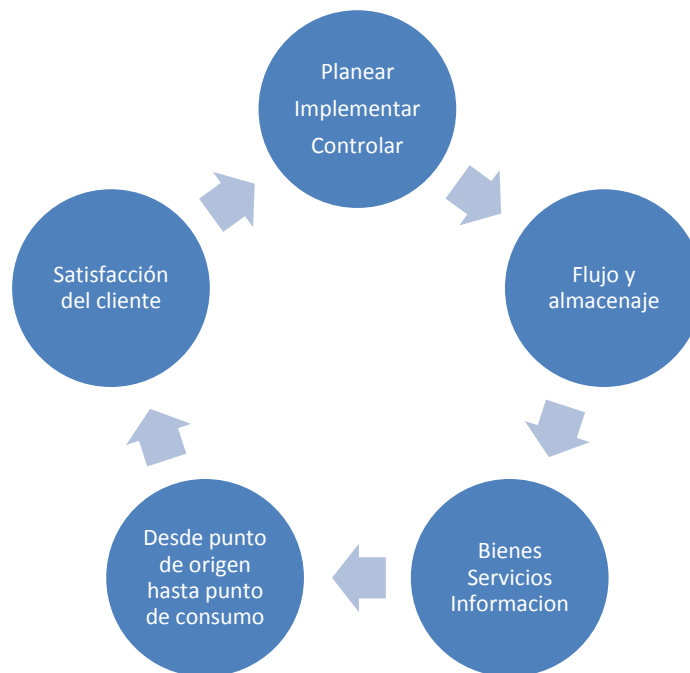 Planear
Implementar
Controlar
Flujo y
almacenaje
Bienes
Servicios
Informacion
Desde punto
de origen
hasta punto
de consumo
Satisfacción
del cliente